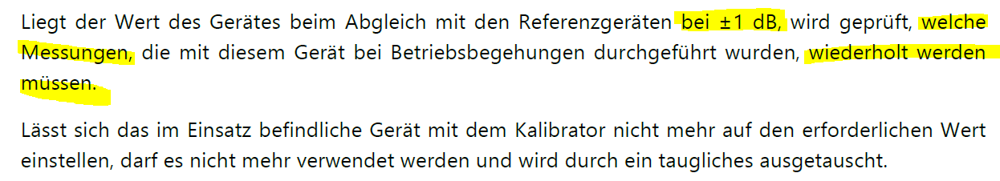 Liegt der Wert des Gerätes beim Abgleich mit den Referenzgeräten bei ±1 dB, wird geprüft, welche
Messungen, die mit diesem Gerät bei Betriebsbegehungen durchgeführt wurden, wiederholt werden
müssen.
Lässt sich das im Einsatz befindliche Gerät mit dem Kalibrator nicht mehr auf den erforderlichen Wert
einstellen, darf es nicht mehr verwendet werden und wird durch ein taugliches ausgetauscht.